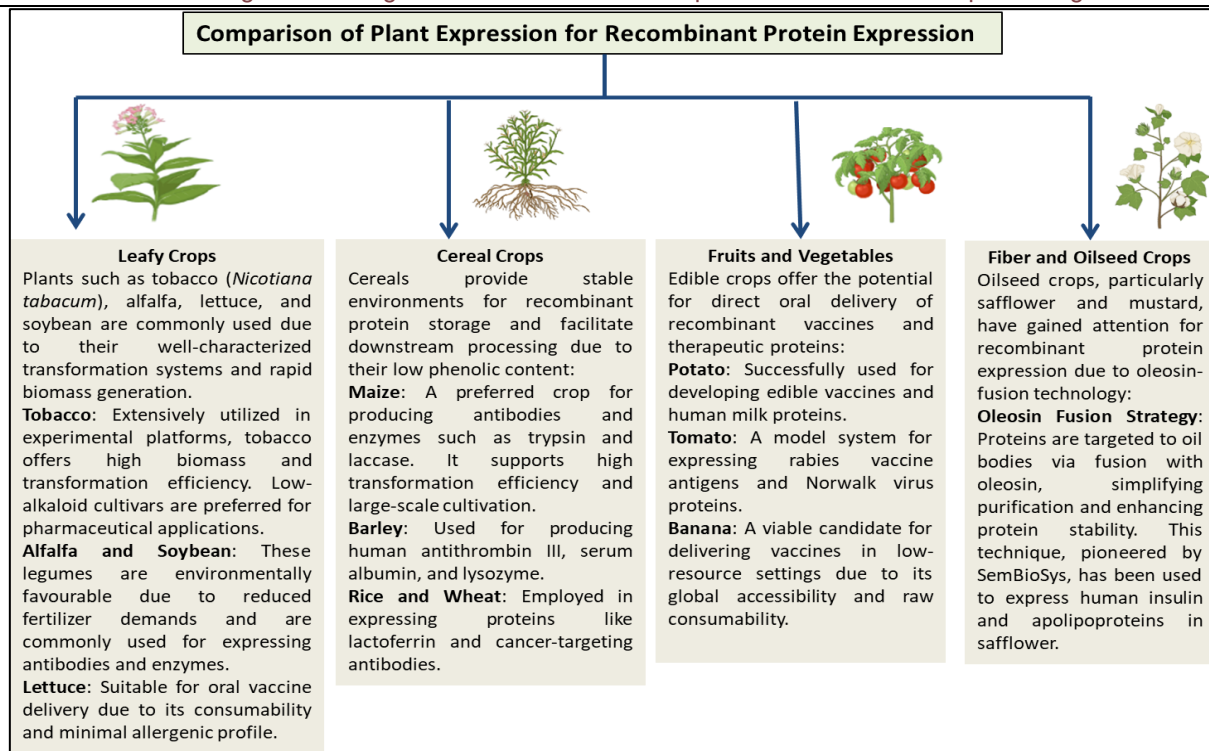 Comparison of Plant Expression for Recombinant Protein Expression
Leafy Crops
Plants such as tobacco (Nicotiana
tabacum), alfalfa, lettuce, and
soybean are commonly used due
to their well-characterized
transformation systems and rapid
biomass generation.
Tobacco: Extensively utilized in
experimental platforms, tobacco
offers high biomass and
transformation efficiency. Low-
alkaloid cultivars are preferred for
pharmaceutical applications.
Alfalfa and Soybean: These
legumes are environmentally
favourable due to reduced
fertilizer demands and are
commonly used for expressing
antibodies and enzymes.
Lettuce: Suitable for oral vaccine
delivery due to its consumability
and minimal allergenic profile.
Cereal Crops
Cereals provide stable
environments for recombinant
protein storage and facilitate
downstream processing due to
their low phenolic content:
Maize: A preferred crop for
producing antibodies and
enzymes such as trypsin and
laccase. It supports high
transformation efficiency and
large-scale cultivation.
Barley: Used for producing
human antithrombin III, serum
albumin, and lysozyme.
Rice and Wheat: Employed in
expressing proteins like
lactoferrin and cancer-targeting
antibodies.
Fruits and Vegetables
Edible crops offer the potential
for direct oral delivery of
recombinant vaccines and
therapeutic proteins:
Potato: Successfully used for
developing edible vaccines and
human milk proteins.
Tomato: A model system for
expressing rabies vaccine
antigens and Norwalk virus
proteins.
Banana: A viable candidate for
delivering vaccines in low-
resource settings due to its
global accessibility and raw
consumability.
Fiber and Oilseed Crops
Oilseed crops, particularly
safflower and mustard,
have gained attention for
recombinant protein
expression due to oleosin-
fusion technology:
Oleosin Fusion Strategy:
Proteins are targeted to oil
bodies via fusion with
oleosin, simplifying
purification and enhancing
protein stability. This
technique, pioneered by
SemBioSys, has been used
to express human insulin
and apolipoproteins in
safflower.